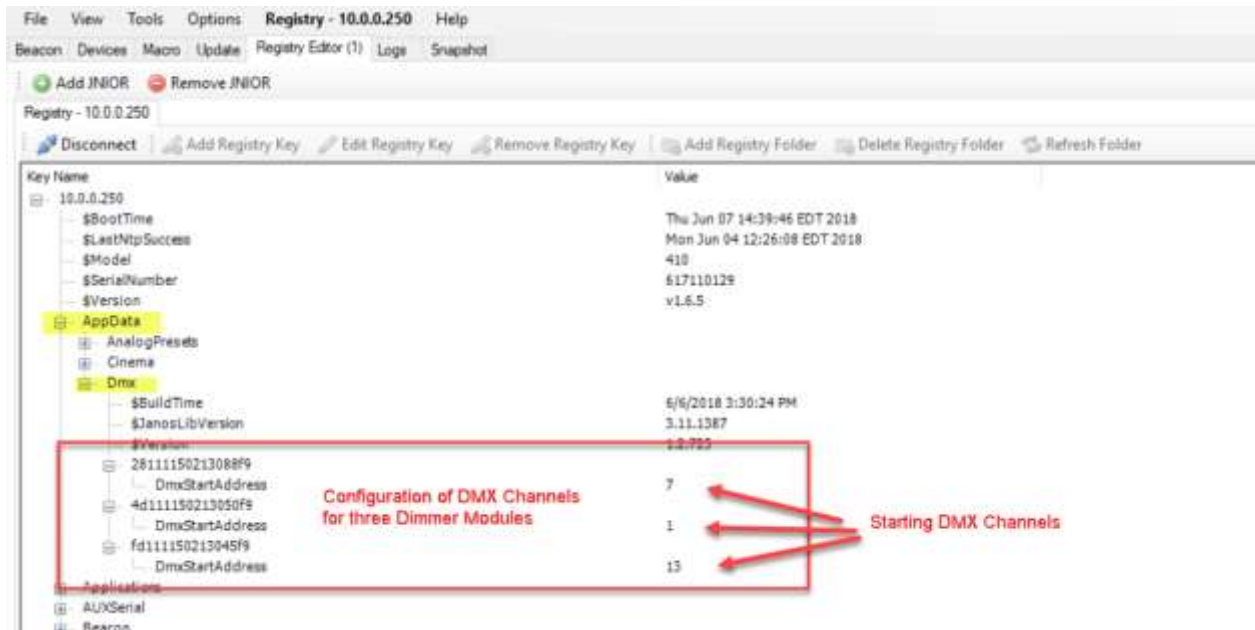 File View Tools Options Registry - 10.0.0.250 Help
Beacon Devices Macro Update Registry Editor (1) Logs Snapshot
Add JNIOR Remove JNIOR
Registry - 10.0.0.250
Disconnect Add Registry Key Edit Registry Key Remove Registry Key Add Registry Folder Delete Registry Folder Refresh Folder
Key Name Value
10.0.0.250
$BootTime Thu Jun 07 14:39:46 EDT 2018
$LastNtpSuccess Mon Jun 04 12:26:08 EDT 2018
$Model 410
$SerialNumber 617110129
$Version v1.6.5
AppData
AnalogPresets
Cinema
Dmx
$BuildTime 6/6/2018 3:30:24 PM
$JanosLibVersion 3.11.1387
$Version
28111150213088f9
DmxStartAddress 7
Configuration of DMX Channels
for three Dimmer Modules
4d111150213050f9
DmxStartAddress 1
Starting DMX Channels
fd111150213045f9
DmxStartAddress 13
Applications
AUXSerial
Beacon